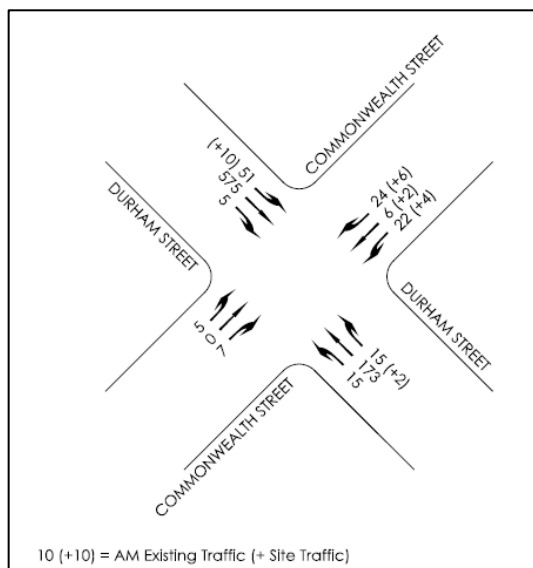 COMMONWEALTH STREET
(+10) 51
575
5
DURHAM STREET
24 (+6)
6 (+2)
22 (+4)
DURHAM STREET
5
0
7
15 (+2)
173
15
COMMONWEALTH STREET
10 (+10) = AM Existing Traffic (+ Site Traffic)